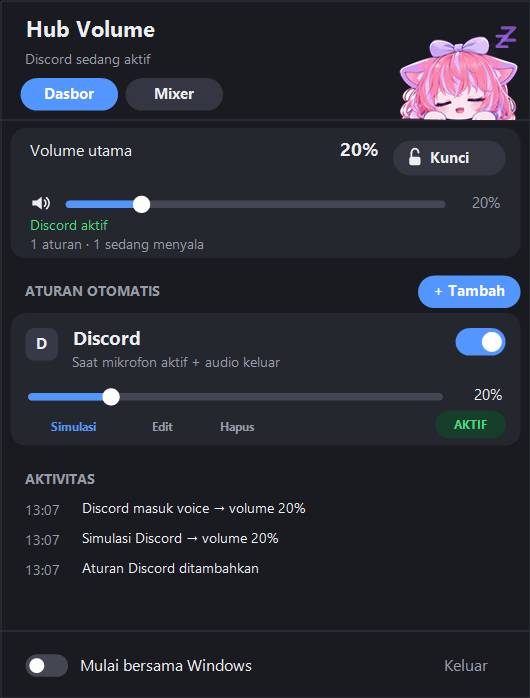 Hub Volume
Discord sedang aktif
Dasbor Mixer
Volume utama 20% Kunci
20%
Discord aktif
1 aturan · 1 sedang menyala
ATURAN OTOMATIS + Tambah
D Discord
Saat mikrofon aktif + audio keluar
20%
Simulasi Edit Hapus AKTIF
AKTIVITAS
13:07 Discord masuk voice → volume 20%
13:07 Simulasi Discord → volume 20%
13:07 Aturan Discord ditambahkan
Mulai bersama Windows Keluar